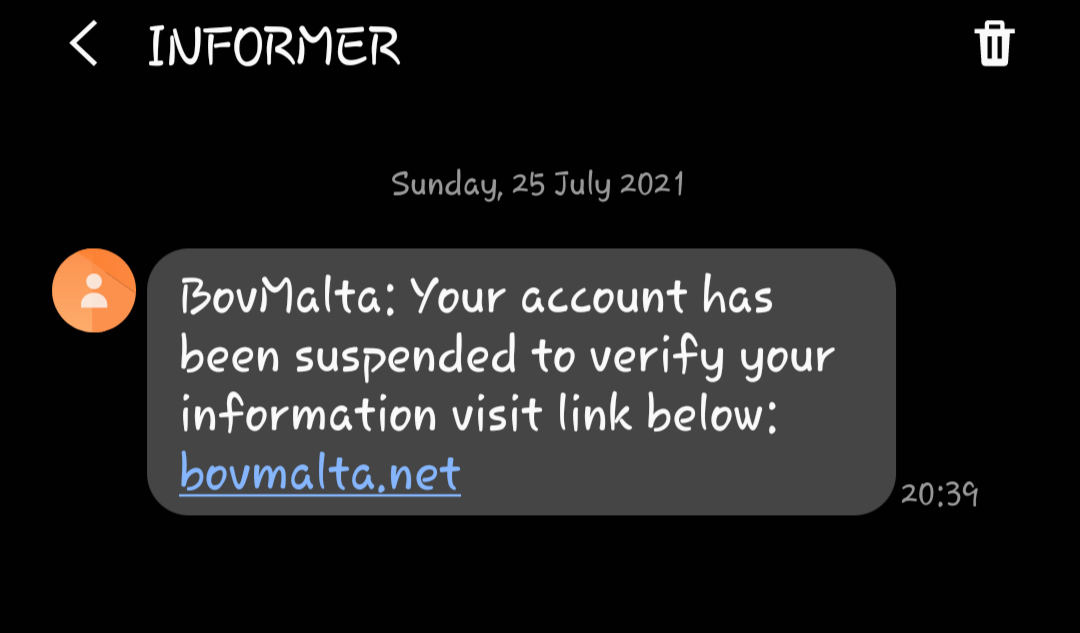 INFORMER
Sunday, 25 July 2021
BovMalta: Your account has
been suspended to verify your
information visit link below:
bovmalta.net
20:39